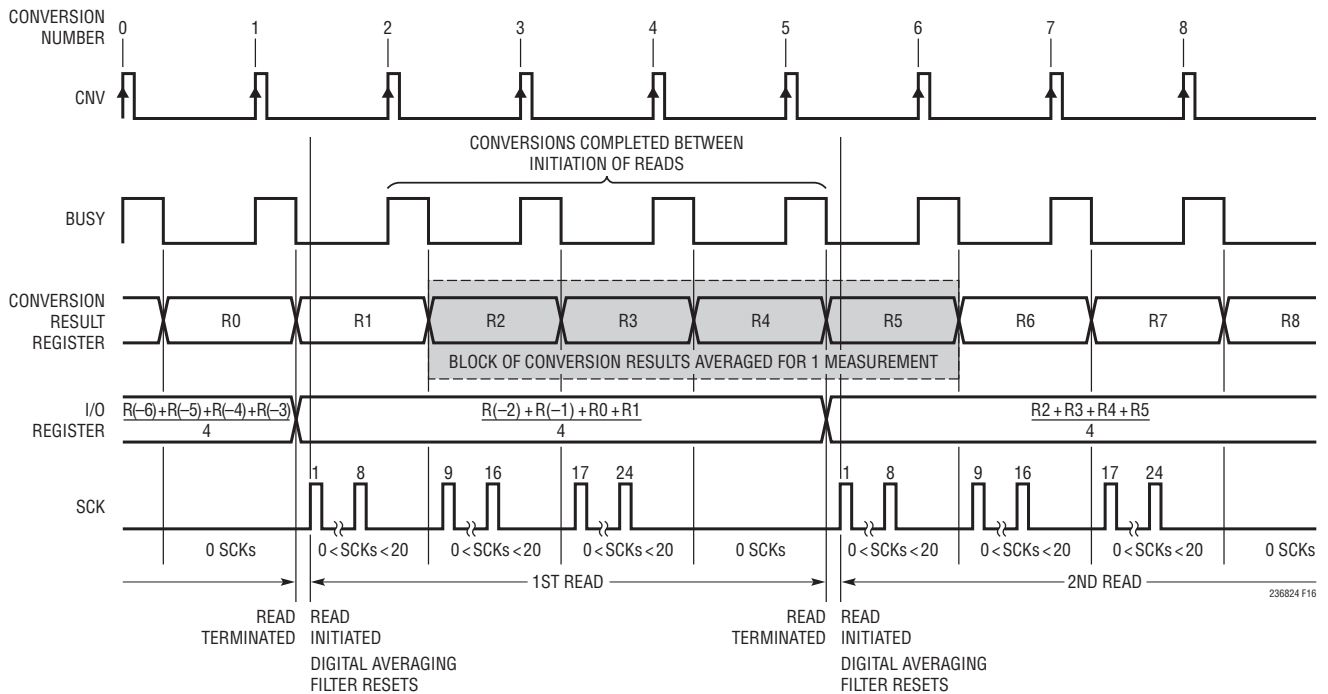 CONVERSION
NUMBER
0 1 2 3 4 5 6 7 8
CNV
CONVERSIONS COMPLETED BETWEEN
INITIATION OF READS
BUSY
CONVERSION
RESULT
REGISTER
R0 R1 R2 R3 R4 R5 R6 R7 R8
BLOCK OF CONVERSION RESULTS AVERAGED FOR 1 MEASUREMENT
I/O
REGISTER
R(–6)+R(–5)+R(–4)+R(–3)
4
R(–2) + R(–1) + R0 + R1
4
R2 + R3 + R4 + R5
4
SCK
1 8 9 16 17 24 1 8 9 16 17 24
0 SCKs 0<SCKs<20 0<SCKs<20 0<SCKs<20 0 SCKs 0<SCKs<20 0<SCKs<20 0<SCKs<20 0 SCKs
1ST READ 2ND READ
236824 F16
READ
TERMINATED
READ
INITIATED
DIGITAL AVERAGING
FILTER RESETS
READ
TERMINATED
READ
INITIATED
DIGITAL AVERAGING
FILTER RESETS